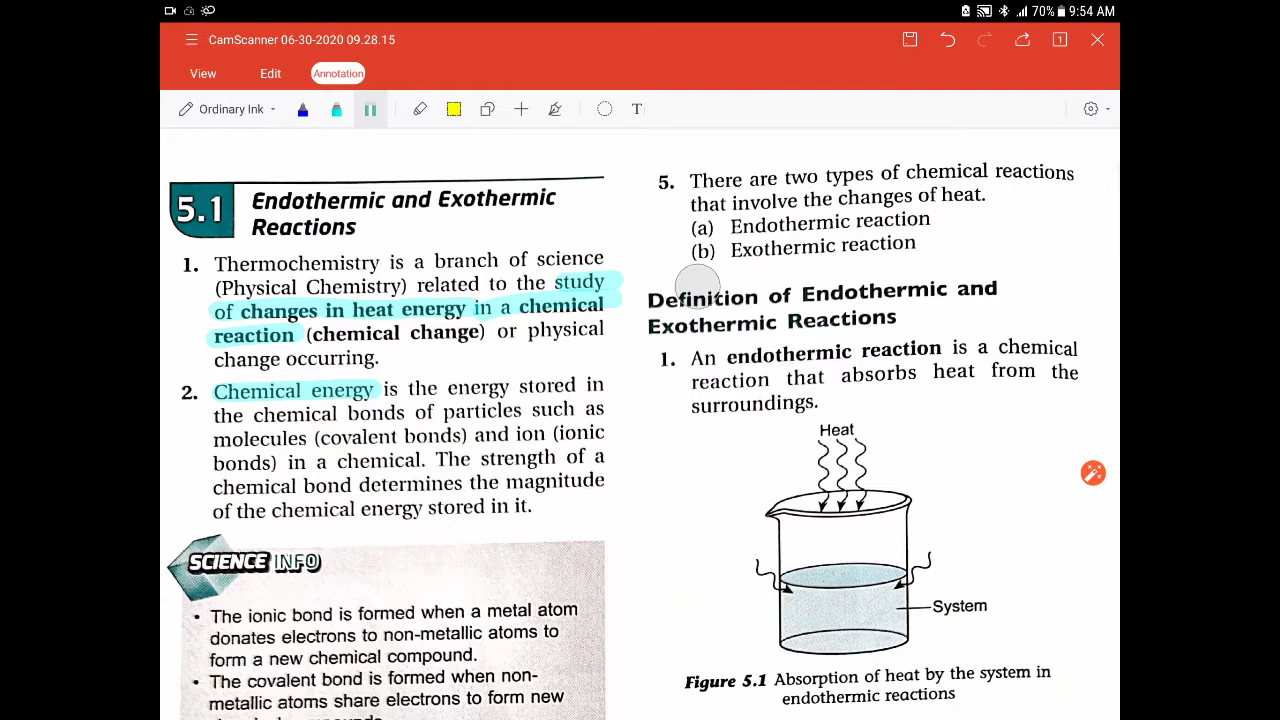 70% 9:54 AM
CamScanner 06-30-2020 09.28.15
1
View Edit Annotation
Ordinary Ink
T
5.1 Endothermic and Exothermic
Reactions
1. Thermochemistry is a branch of science
(Physical Chemistry) related to the study
of changes in heat energy in a chemical
reaction (chemical change) or physical
change occurring.
2. Chemical energy is the energy stored in
the chemical bonds of particles such as
molecules (covalent bonds) and ion (ionic
bonds) in a chemical. The strength of a
chemical bond determines the magnitude
of the chemical energy stored in it.
SCIENCE INFO
• The ionic bond is formed when a metal atom
donates electrons to non-metallic atoms to
form a new chemical compound.
• The covalent bond is formed when non-
metallic atoms share electrons to form new
5. There are two types of chemical reactions
that involve the changes of heat.
(a) Endothermic reaction
(b) Exothermic reaction
Definition of Endothermic and
Exothermic Reactions
1. An endothermic reaction is a chemical
reaction that absorbs heat from the
surroundings.
Heat
System
Figure 5.1 Absorption of heat by the system in
endothermic reactions